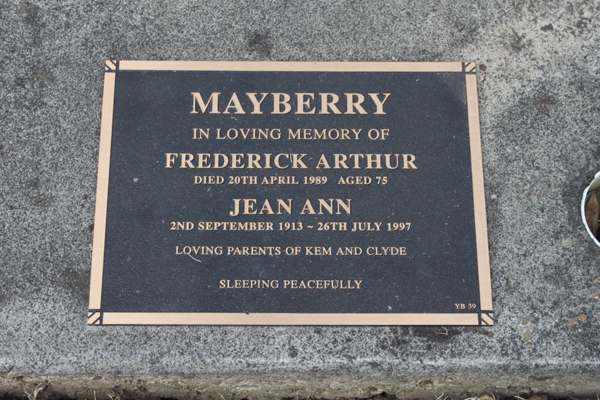 MAYBERRY
IN LOVING MEMORY OF
FREDERICK ARTHUR
DIED 20TH APRIL 1989 AGED 75
JEAN ANN
2ND SEPTEMBER 1913 ~ 26TH JULY 1997
LOVING PARENTS OF KEM AND CLYDE
SLEEPING PEACEFULLY
YB 39